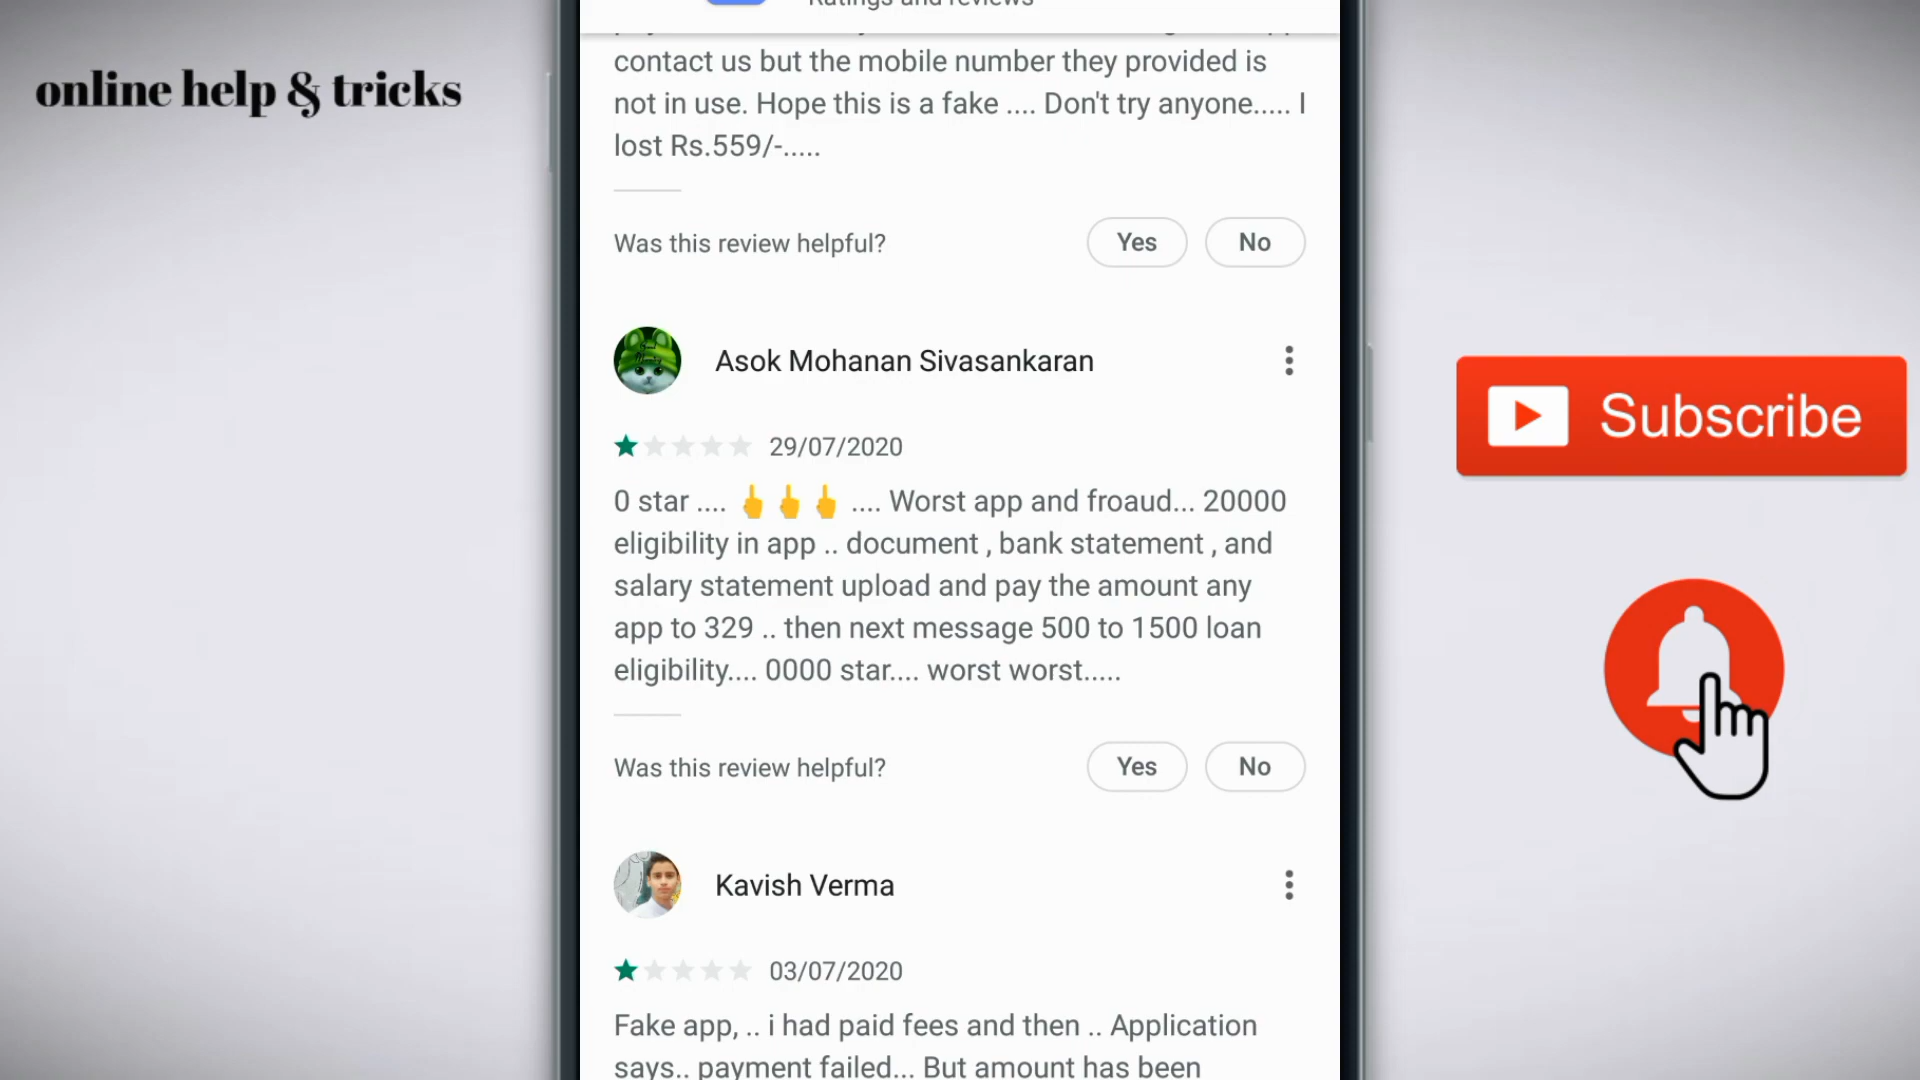 Ratings and reviews
online help & tricks
contact us but the mobile number they provided is
not in use. Hope this is a fake .... Don't try anyone..... I
lost Rs.559/-.....
Was this review helpful?
Yes
No
Asok Mohanan Sivasankaran
29/07/2020
0 star .... 🖕🖕🖕 .... Worst app and froaud... 20000
eligibility in app .. document , bank statement , and
salary statement upload and pay the amount any
app to 329 .. then next message 500 to 1500 loan
eligibility.... 0000 star.... worst worst.....
Was this review helpful?
Yes
No
Kavish Verma
03/07/2020
Fake app, .. i had paid fees and then .. Application
says.. payment failed... But amount has been
Subscribe